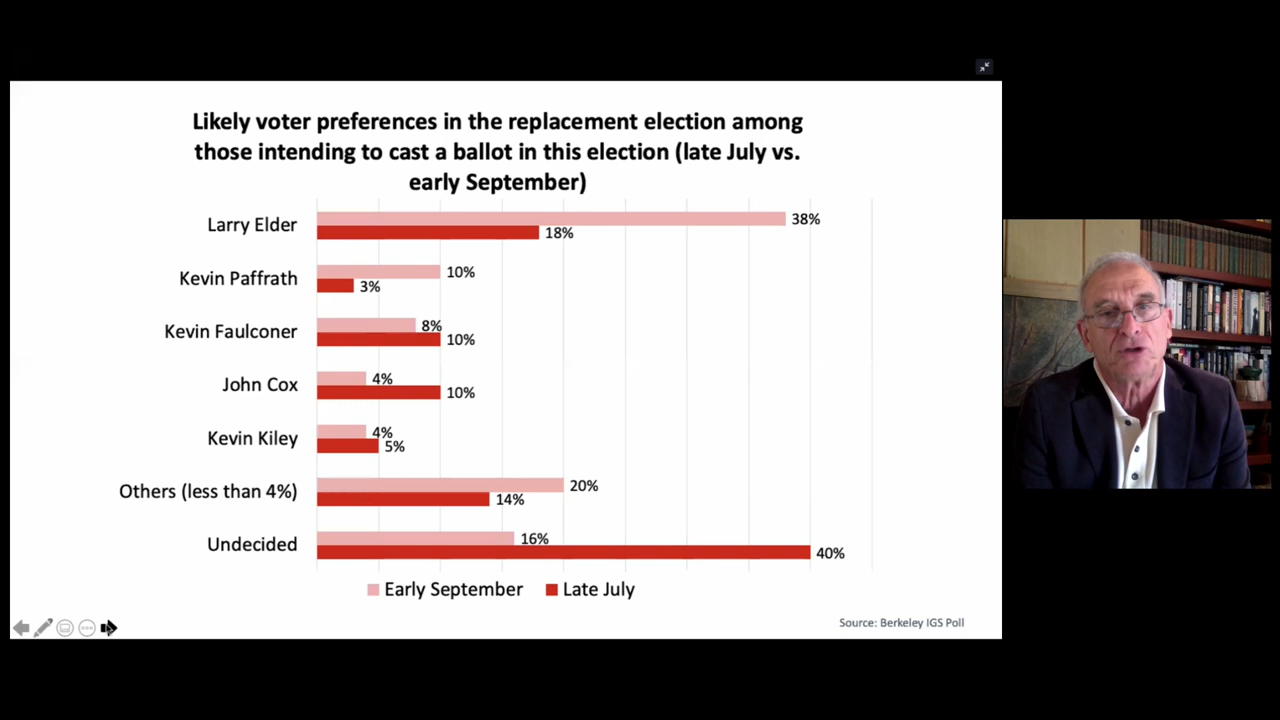 Likely voter preferences in the replacement election among
those intending to cast a ballot in this election (late July vs.
early September)
Larry Elder
38%
18%
Kevin Paffrath
10%
3%
Kevin Faulconer
8%
10%
John Cox
4%
10%
Kevin Kiley
4%
5%
Others (less than 4%)
20%
14%
Undecided
16%
40%
Early September
Late July
Source: Berkeley IGS Poll